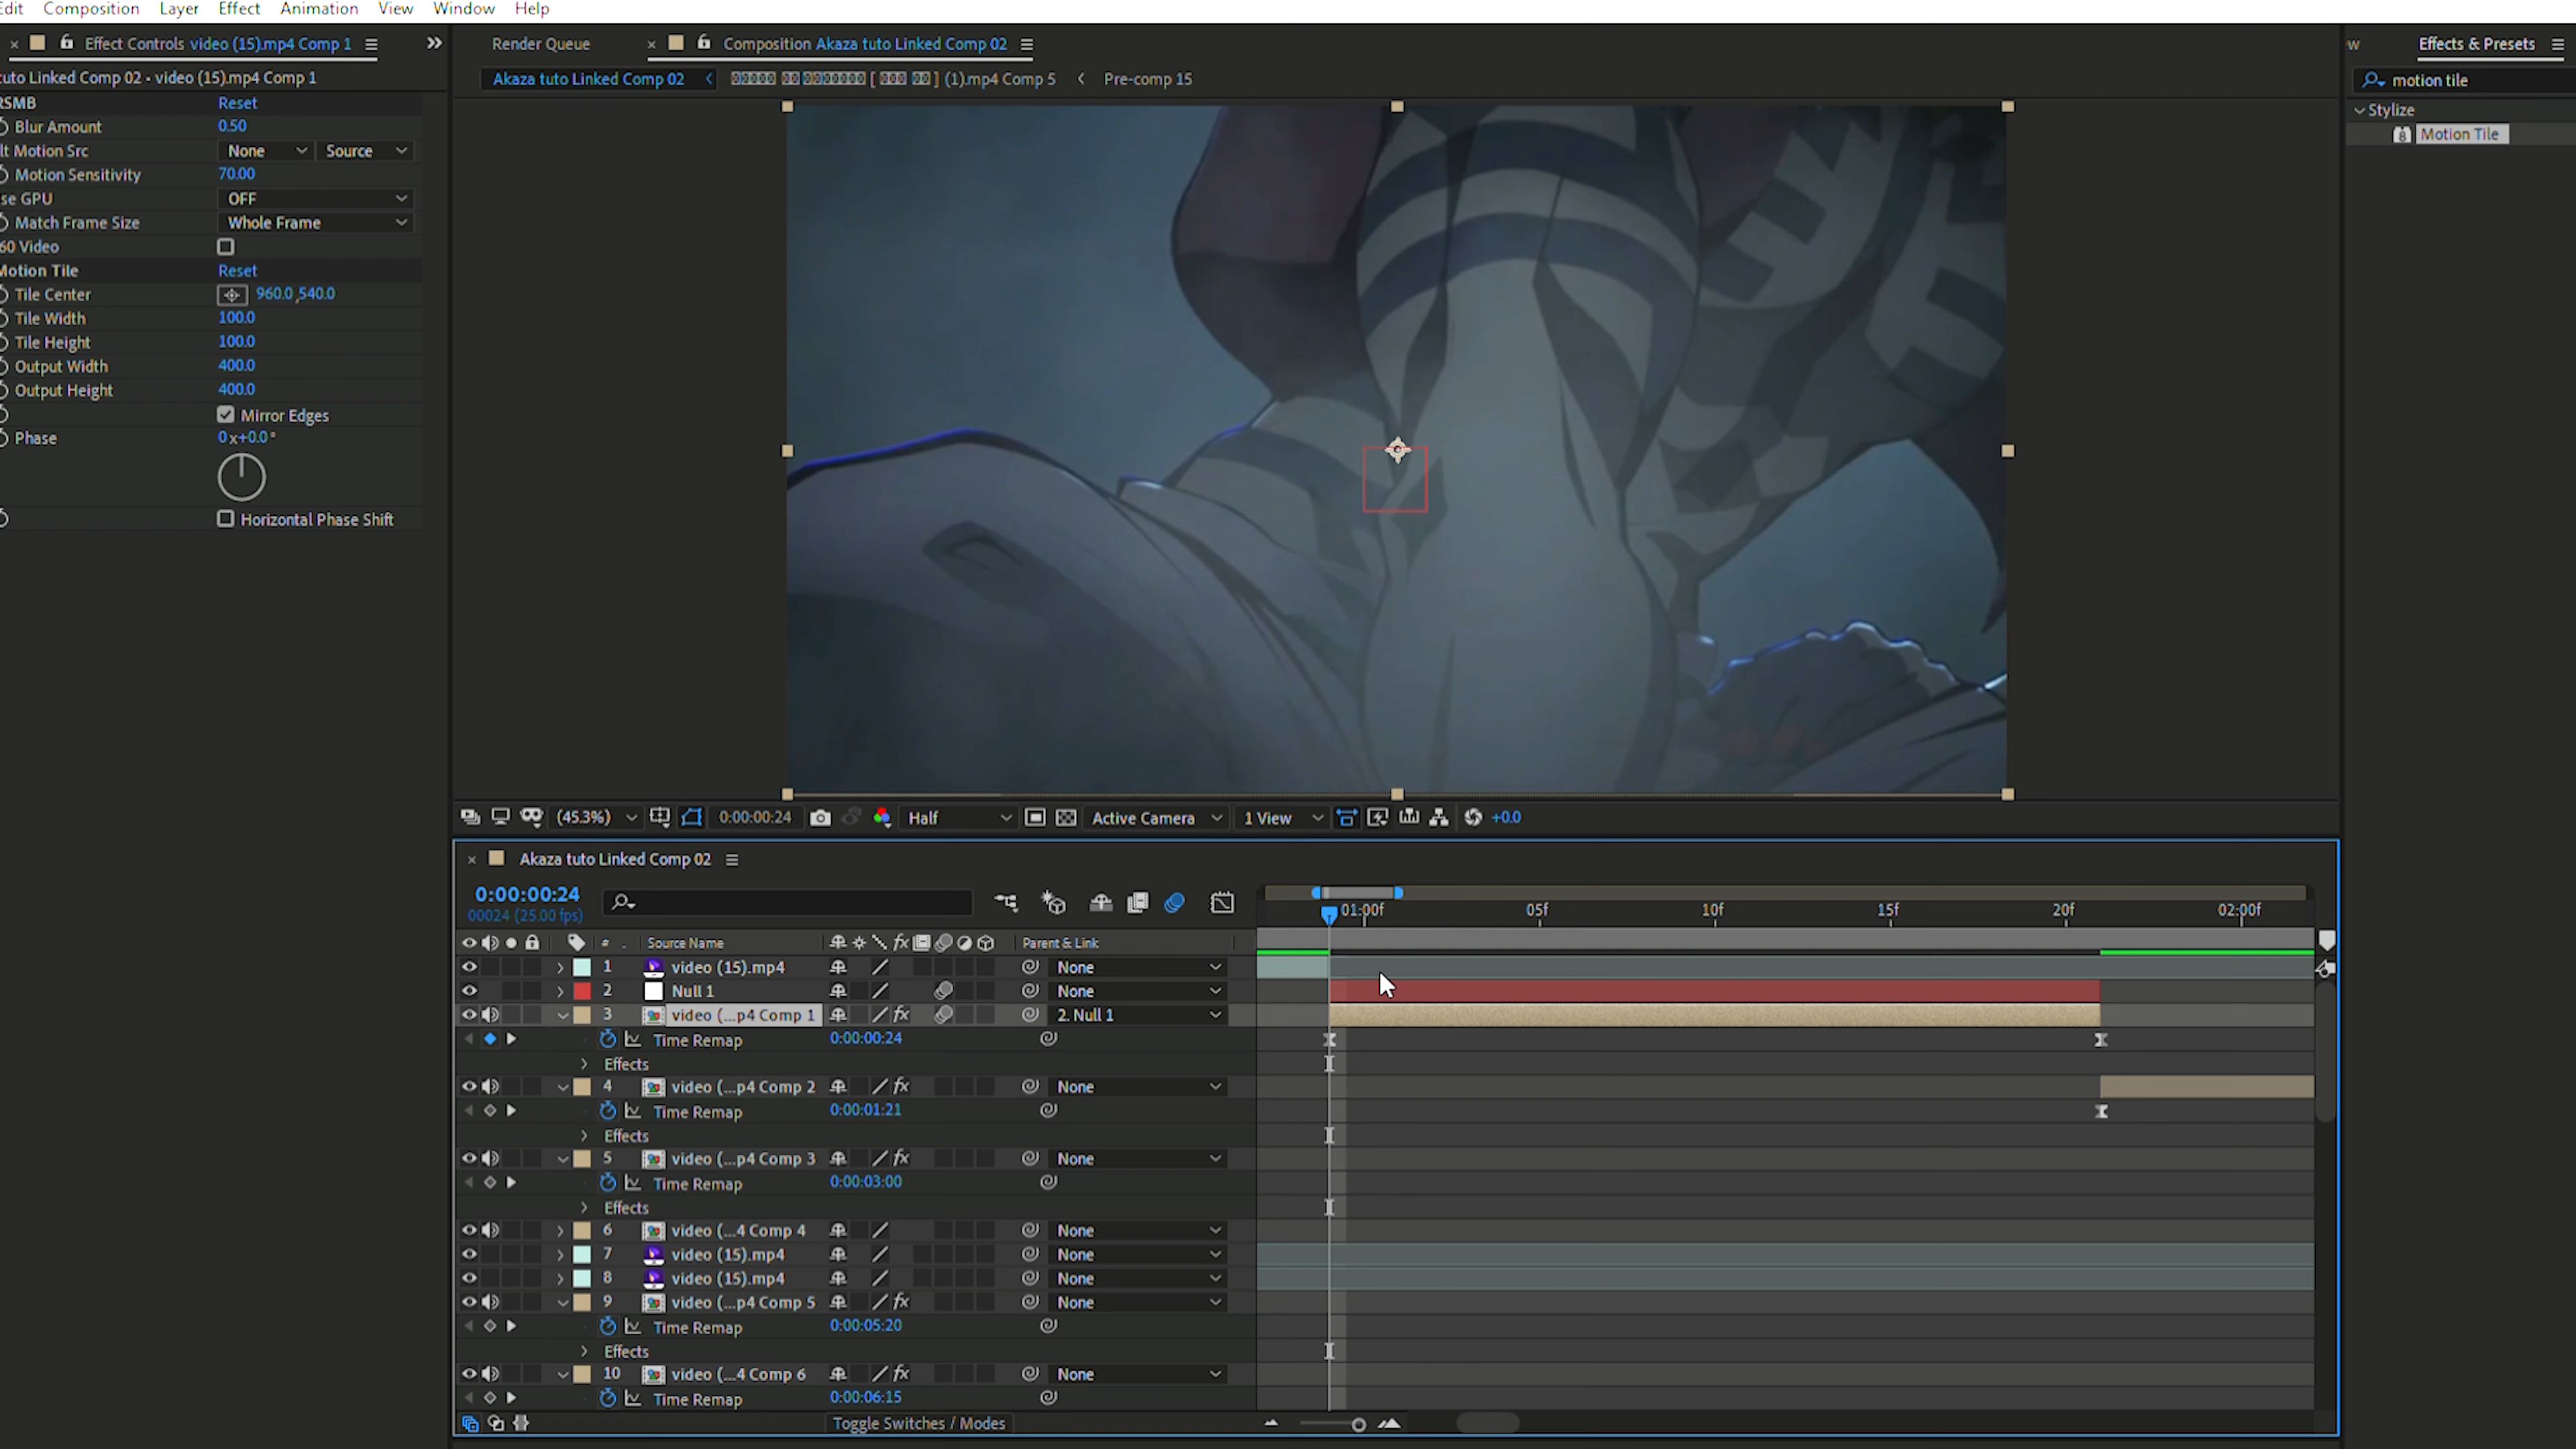 Edit Composition Layer Effect Animation View Window Help
Effect Controls video (15).mp4 Comp 1
Render Queue
Composition Akaza tuto Linked Comp 02
Effects & Presets
tuto Linked Comp 02 - video (15).mp4 Comp 1
Akaza tuto Linked Comp 02
(1).mp4 Comp 5
Pre-comp 15
motion tile
Stylize
Motion Tile
RSMB Reset
Blur Amount 0.50
lt Motion Src None Source
Motion Sensitivity 70.00
se GPU OFF
Match Frame Size Whole Frame
60 Video
Motion Tile Reset
Tile Center 960.0,540.0
Tile Width 100.0
Tile Height 100.0
Output Width 400.0
Output Height 400.0
Mirror Edges
Phase 0x+0.0°
Horizontal Phase Shift
(45.3%) 0:00:00:24 Half Active Camera 1 View +0.0
Akaza tuto Linked Comp 02
0:00:00:24
00024 (25.00 fps)
01:00f 05f 10f 15f 20f 02:00f
# . Source Name fx Parent & Link
1 video (15).mp4 None
2 Null 1 None
3 video (...p4 Comp 1 fx 2. Null 1
Time Remap 0:00:00:24
Effects
4 video (...p4 Comp 2 fx None
Time Remap 0:00:01:21
Effects
5 video (...p4 Comp 3 fx None
Time Remap 0:00:03:00
Effects
6 video (...4 Comp 4 None
7 video (15).mp4 None
8 video (15).mp4 None
9 video (...p4 Comp 5 fx None
Time Remap 0:00:05:20
Effects
10 video (...4 Comp 6 fx None
Time Remap 0:00:06:15
Toggle Switches / Modes